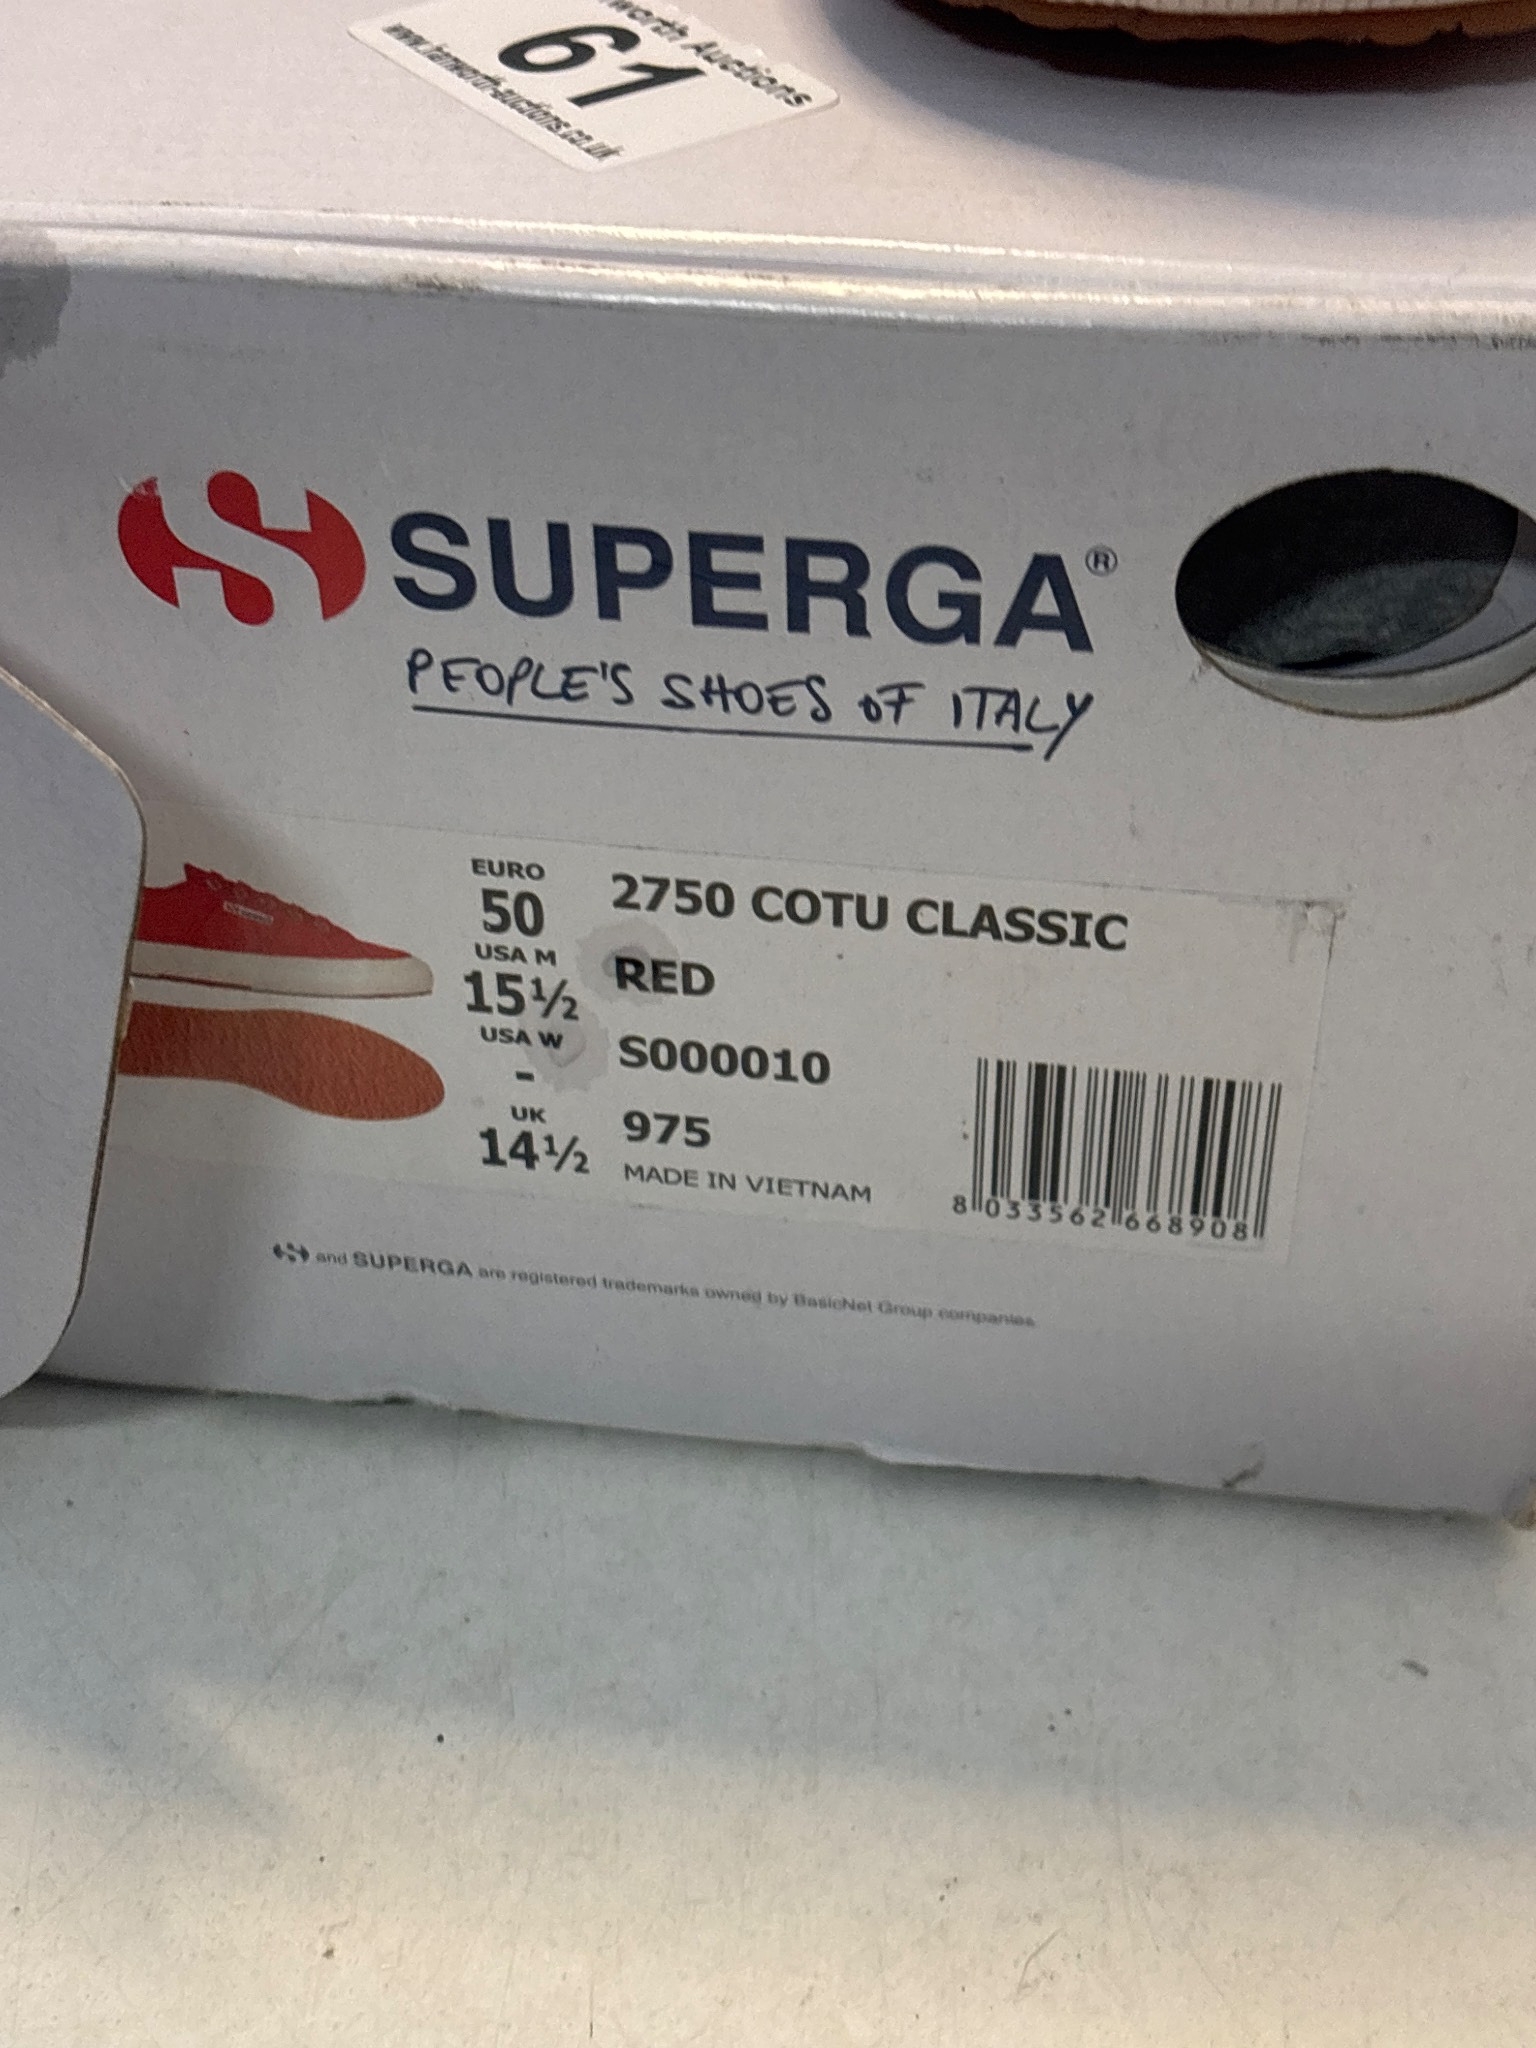 61
Auctions
SUPERGA®
PEOPLE'S SHOES OF ITALY
EURO
50
2750 COTU CLASSIC
USA M
15½
RED
USA W
-
S000010
UK
14½
975
MADE IN VIETNAM
8 033562 668908
and SUPERGA are registered trademarks owned by BasicNet Group companies